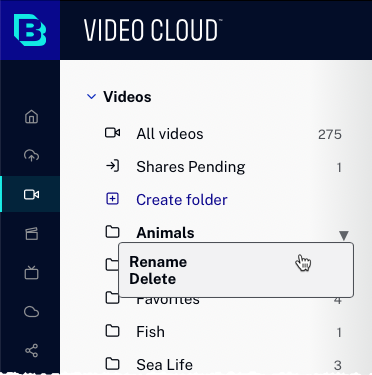 VIDEO CLOUD™
Videos
All videos 275
Shares Pending 1
Create folder
Animals
Rename
Delete
Favorites 4
Fish 1
Sea Life 3